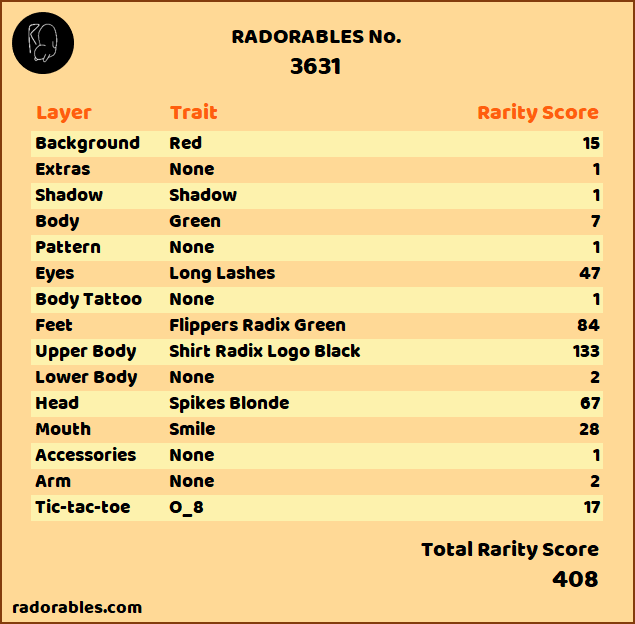 RADORABLES No.
3631
Layer Trait Rarity Score
Background Red 15
Extras None 1
Shadow Shadow 1
Body Green 7
Pattern None 1
Eyes Long Lashes 47
Body Tattoo None 1
Feet Flippers Radix Green 84
Upper Body Shirt Radix Logo Black 133
Lower Body None 2
Head Spikes Blonde 67
Mouth Smile 28
Accessories None 1
Arm None 2
Tic-tac-toe O_8 17
Total Rarity Score
408
radorables.com